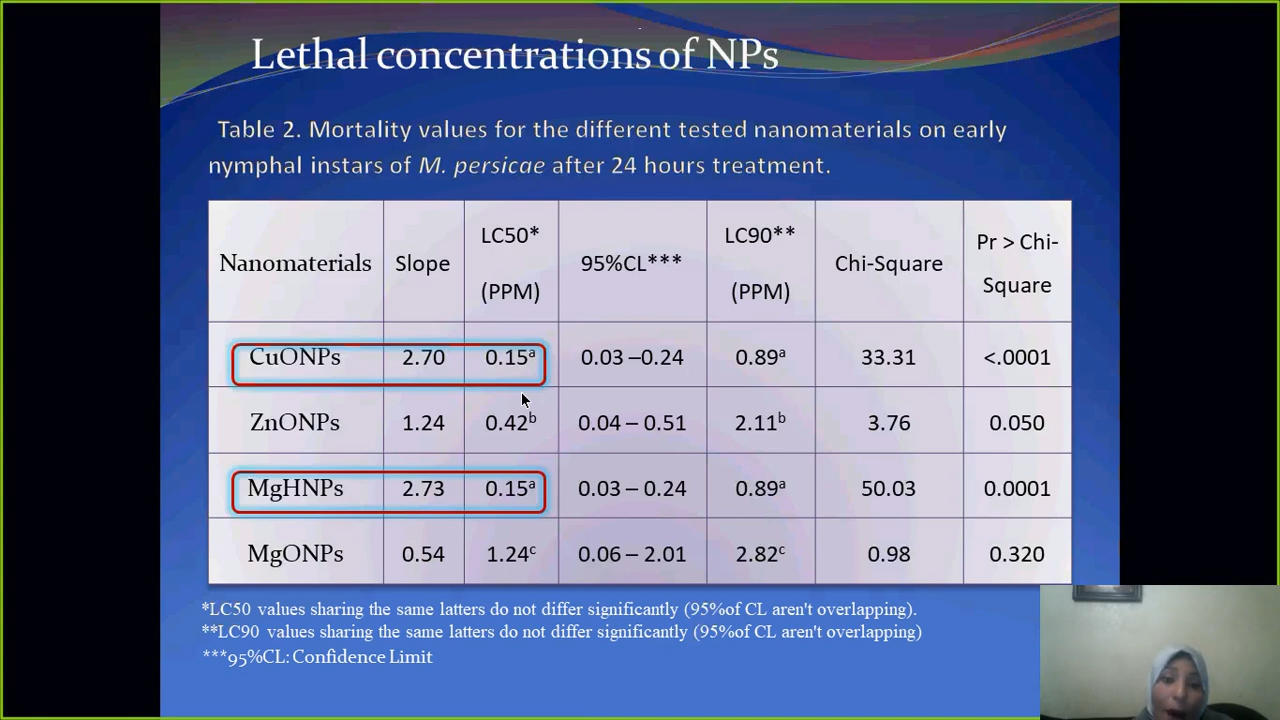 Lethal concentrations of NPs
Table 2. Mortality values for the different tested nanomaterials on early
nymphal instars of M. persicae after 24 hours treatment.
Nanomaterials Slope LC50* (PPM) 95%CL*** LC90** (PPM) Chi-Square Pr > Chi-Square
CuONPs 2.70 0.15ᵃ 0.03 –0.24 0.89ᵃ 33.31 <.0001
ZnONPs 1.24 0.42ᵇ 0.04 – 0.51 2.11ᵇ 3.76 0.050
MgHNPs 2.73 0.15ᵃ 0.03 – 0.24 0.89ᵃ 50.03 0.0001
MgONPs 0.54 1.24ᶜ 0.06 – 2.01 2.82ᶜ 0.98 0.320
*LC50 values sharing the same latters do not differ significantly (95%of CL aren't overlapping).
**LC90 values sharing the same latters do not differ significantly (95%of CL aren't overlapping)
***95%CL: Confidence Limit